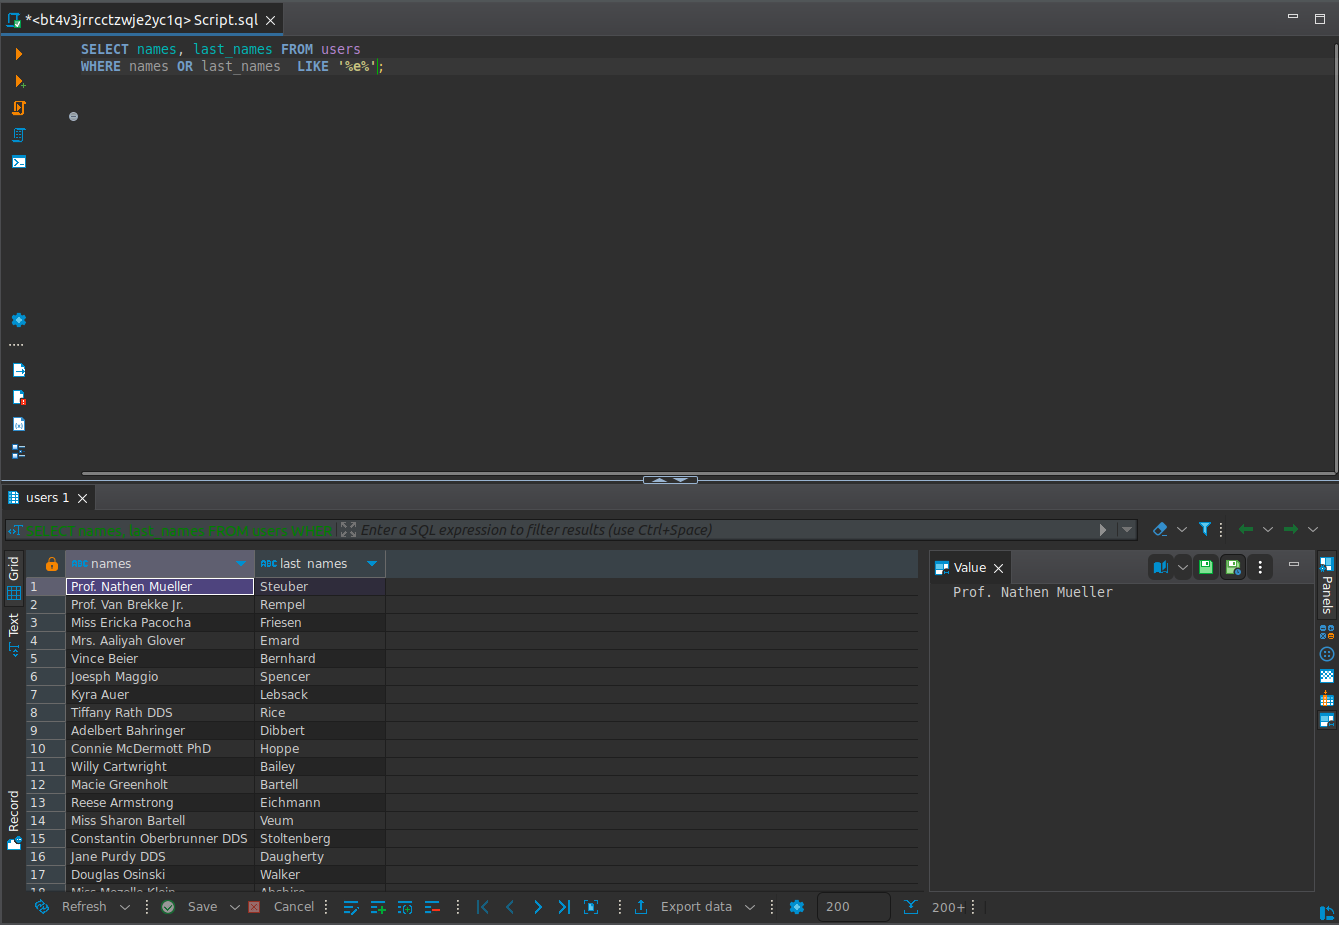 *<bt4v3jrrcctzwje2yc1q> Script.sql
SELECT names, last_names FROM users
WHERE names OR last_names  LIKE '%e%';
users 1
SELECT names, last_names FROM users WHER
Enter a SQL expression to filter results (use Ctrl+Space)
Grid
Text
Record
ABC names ABC last_names
1 Prof. Nathen Mueller Steuber
2 Prof. Van Brekke Jr. Rempel
3 Miss Ericka Pacocha Friesen
4 Mrs. Aaliyah Glover Emard
5 Vince Beier Bernhard
6 Joesph Maggio Spencer
7 Kyra Auer Lebsack
8 Tiffany Rath DDS Rice
9 Adelbert Bahringer Dibbert
10 Connie McDermott PhD Hoppe
11 Willy Cartwright Bailey
12 Macie Greenholt Bartell
13 Reese Armstrong Eichmann
14 Miss Sharon Bartell Veum
15 Constantin Oberbrunner DDS Stoltenberg
16 Jane Purdy DDS Daugherty
17 Douglas Osinski Walker
18 Miss Mozelle Klein Abshire
Value
Prof. Nathen Mueller
Panels
Refresh Save Cancel Export data 200 200+